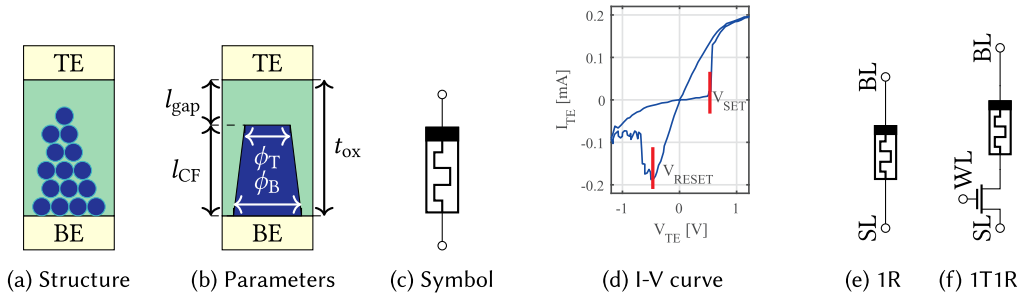 TE
BE
(a) Structure
TE
l_gap
l_CF
ϕ_T
ϕ_B
t_ox
BE
(b) Parameters
(c) Symbol
I_TE [mA]
0.2
0.1
0
-0.1
-0.2
V_SET
V_RESET
-1
0
1
V_TE [V]
(d) I-V curve
BL
SL
(e) 1R
BL
WL
SL
(f) 1T1R